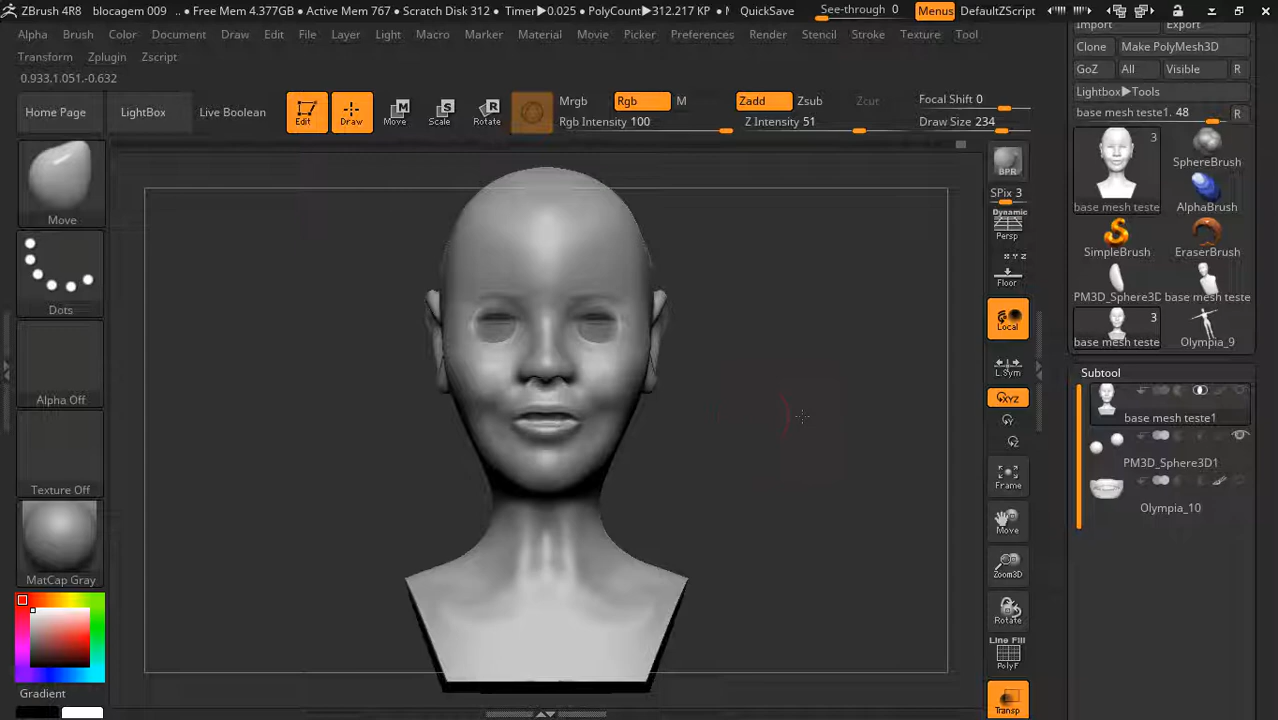 ZBrush 4R8 blocagem 009 .. • Free Mem 4.377GB • Active Mem 767 • Scratch Disk 312 • Timer▶0.025 • PolyCount▶312.217 KP • QuickSave See-through 0 Menus DefaultZScript
Alpha Brush Color Document Draw Edit File Layer Light Macro Marker Material Movie Picker Preferences Render Stencil Stroke Texture Tool
Transform Zplugin Zscript
0.933,1.051,-0.632
Home Page
LightBox
Live Boolean
Edit
Draw
Move
Scale
Rotate
Mrgb Rgb M
Rgb Intensity 100
Zadd Zsub Zcut
Z Intensity 51
Focal Shift 0
Draw Size 234
Move
Dots
Alpha Off
Texture Off
MatCap Gray
Gradient
BPR
SPix 3
Dynamic
Persp
X Y Z
Floor
Local
L.Sym
XYZ
Y
Z
Frame
Move
Zoom3D
Rotate
Line Fill
PolyF
Transp
Import Export
Clone Make PolyMesh3D
GoZ All Visible R
Lightbox▶Tools
base mesh teste1. 48 R
3
base mesh teste
SphereBrush
AlphaBrush
SimpleBrush
EraserBrush
PM3D_Sphere3D
base mesh teste
3
base mesh teste
Olympia_9
Subtool
base mesh teste1
PM3D_Sphere3D1
Olympia_10